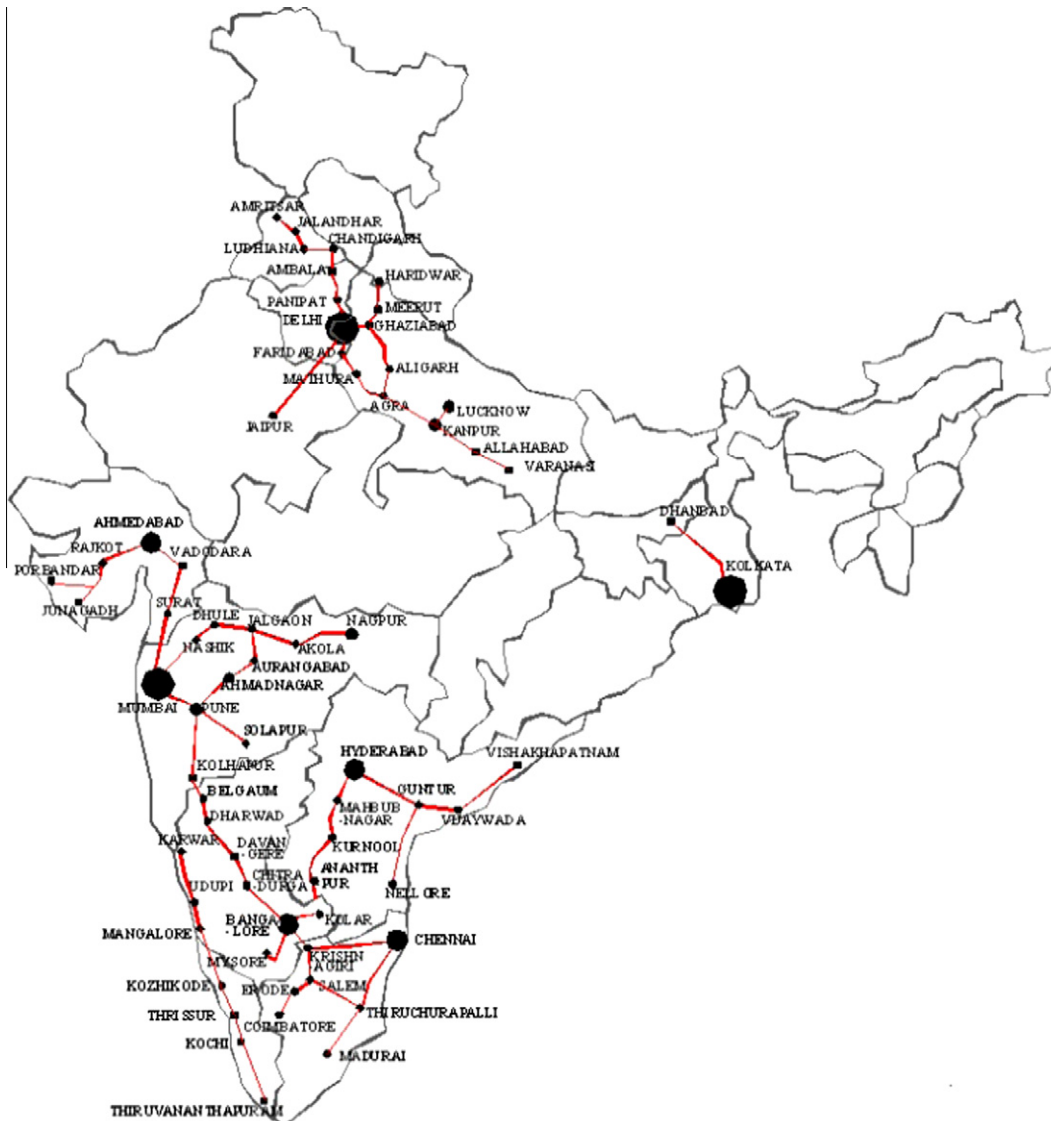 AMRITSAR
JALANDHAR
CHANDIGARH
LUDHIANA
AMBALA
HARIDWAR
PANIPAT
MEERUT
DELHI
GHAZIABAD
FARIDABAD
ALIGARH
MATHURA
AGRA
LUCKNOW
JAIPUR
KANPUR
ALLAHABAD
VARANASI
DHANBAD
AHMEDABAD
RAJKOT
VADODARA
KOLKATA
PORBANDAR
JUNAGADH
SURAT
DHULE
JALGAON
NAGPUR
NASHIK
AKOLA
AURANGABAD
AHMADNAGAR
MUMBAI
PUNE
SOLAPUR
HYDERABAD
VISHAKHAPATNAM
KOLHAPUR
BELGAUM
GUNTUR
MAHBUB
-NAGAR
DHARWAD
VIJAYWADA
KARWAR
DAVAN
-GERE
KURNOOL
CHITRA
-DURGA
ANANTH
PUR
UDUPI
NELLORE
BANGA
-LORE
KOLAR
MANGALORE
CHENNAI
MYSORE
KRISHN
AGIRI
KOZHIKODE
ERODE
SALEM
THRISSUR
COIMBATORE
THIRUCHURAPALLI
KOCHI
MADURAI
THIRUVANANTHAPURAM